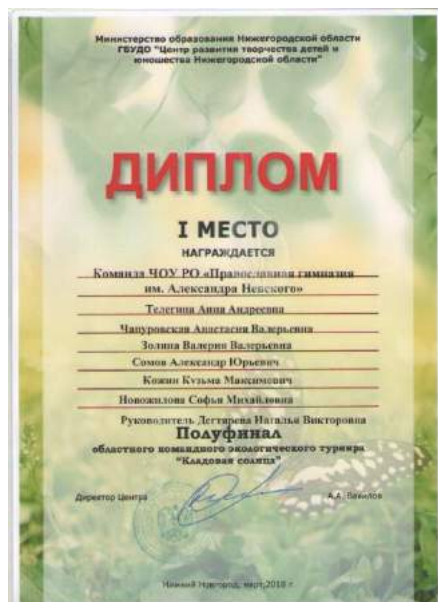 Министерство образования Нижегородской области
ГБУДО "Центр развития творчества детей и
юношества Нижегородской области"
ДИПЛОМ
I МЕСТО
НАГРАЖДАЕТСЯ
Команда ЧОУ РО «Православная гимназия
им. Александра Невского»
Телегина Анна Андреевна
Чапуровская Анастасия Валерьевна
Золина Валерия Валерьевна
Сомов Александр Юрьевич
Кожин Кузьма Максимович
Новожилова Софья Михайловна
Руководитель Дегтярева Наталья Викторовна
Полуфинал
областного командного экологического турнира
"Кладовая солнца"
Директор Центра
А.А. Вавилов
Нижний Новгород, март,2018 г.